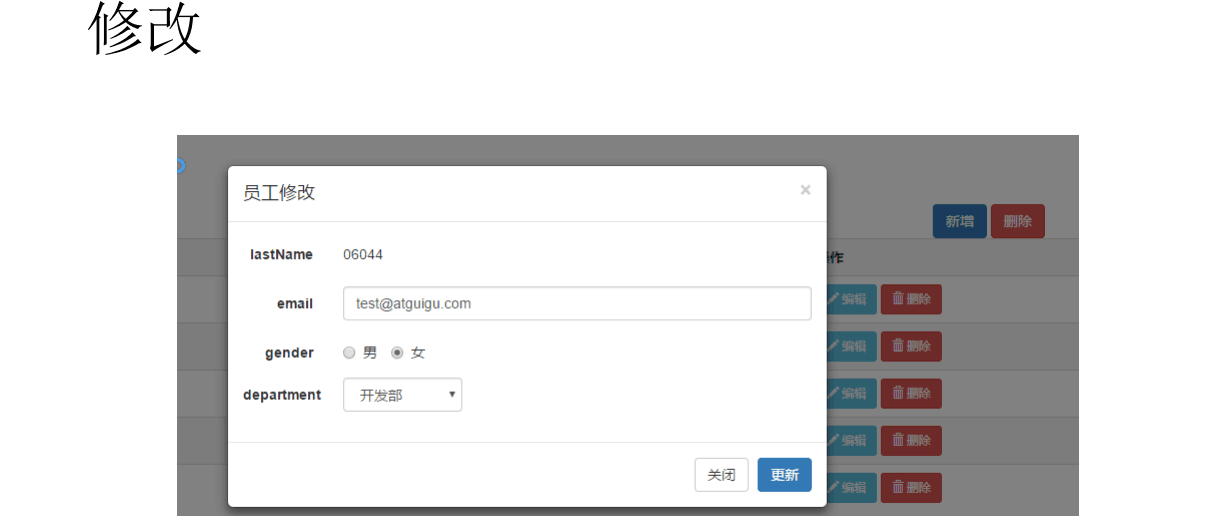 修改
员工修改 ×
新增 删除
lastName 06044 作
email test@atguigu.com 编辑 删除
gender 男 女 编辑 删除
department 开发部 编辑 删除
编辑 删除
关闭 更新 编辑 删除